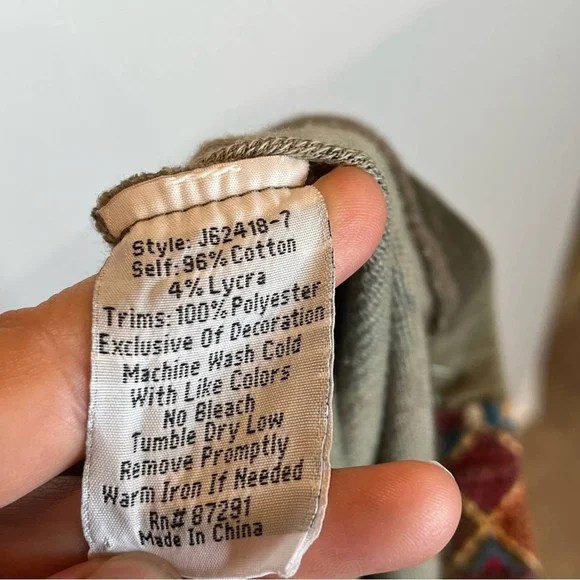 Style: J62418-7
Self: 96% Cotton
4% Lycra
Trims: 100% Polyester
Exclusive Of Decoration
Machine Wash Cold
With Like Colors
No Bleach
Tumble Dry Low
Remove Promptly
Warm Iron If Needed
Rn# 87291
Made In China